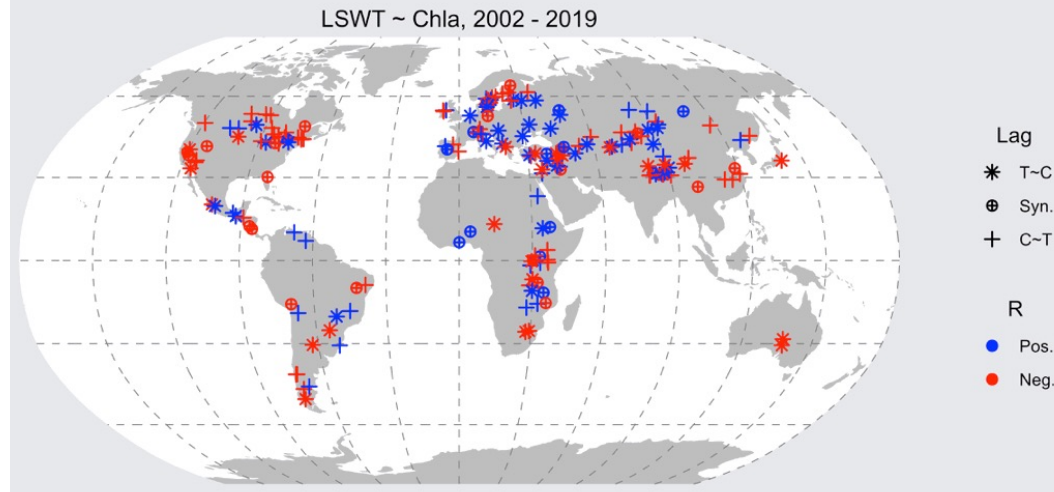 LSWT ~ Chla, 2002 - 2019
Lag
T~C
Syn.
C~T
R
Pos.
Neg.